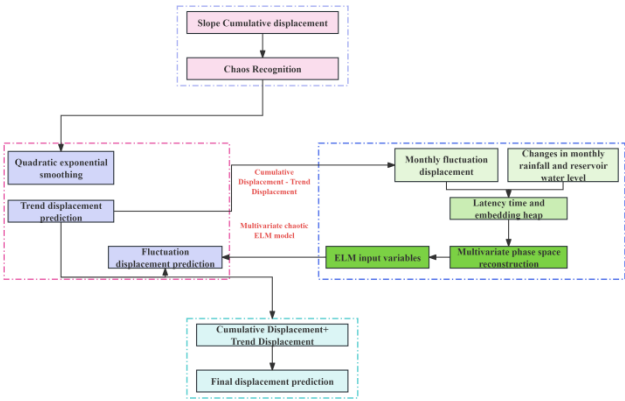 Slope Cumulative displacement
Chaos Recognition
Quadratic exponential
smoothing
Trend displacement
prediction
Fluctuation
displacement prediction
Cumulative
Displacement - Trend
Displacement
Multivariate chaotic
ELM model
Monthly fluctuation
displacement
Changes in monthly
rainfall and reservoir
water level
Latency time and
embedding heap
Multivariate phase space
reconstruction
ELM input variables
Cumulative Displacement+
Trend Displacement
Final displacement prediction